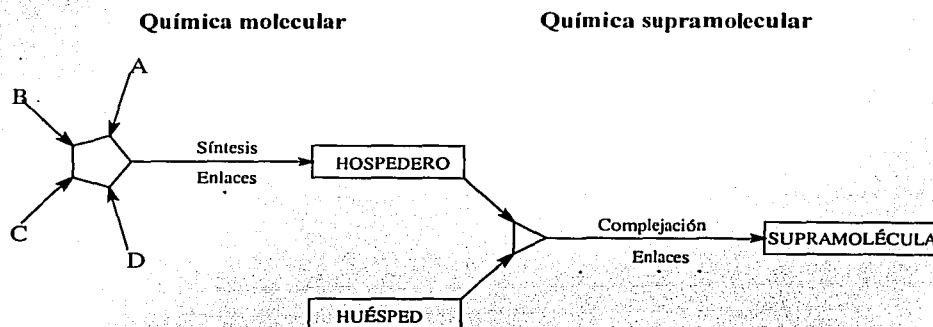 Química molecular
Química supramolecular
A
B
Síntesis
Enlaces
HOSPEDERO
C
D
Complejación
Enlaces
SUPRAMOLÉCULA
HUÉSPED